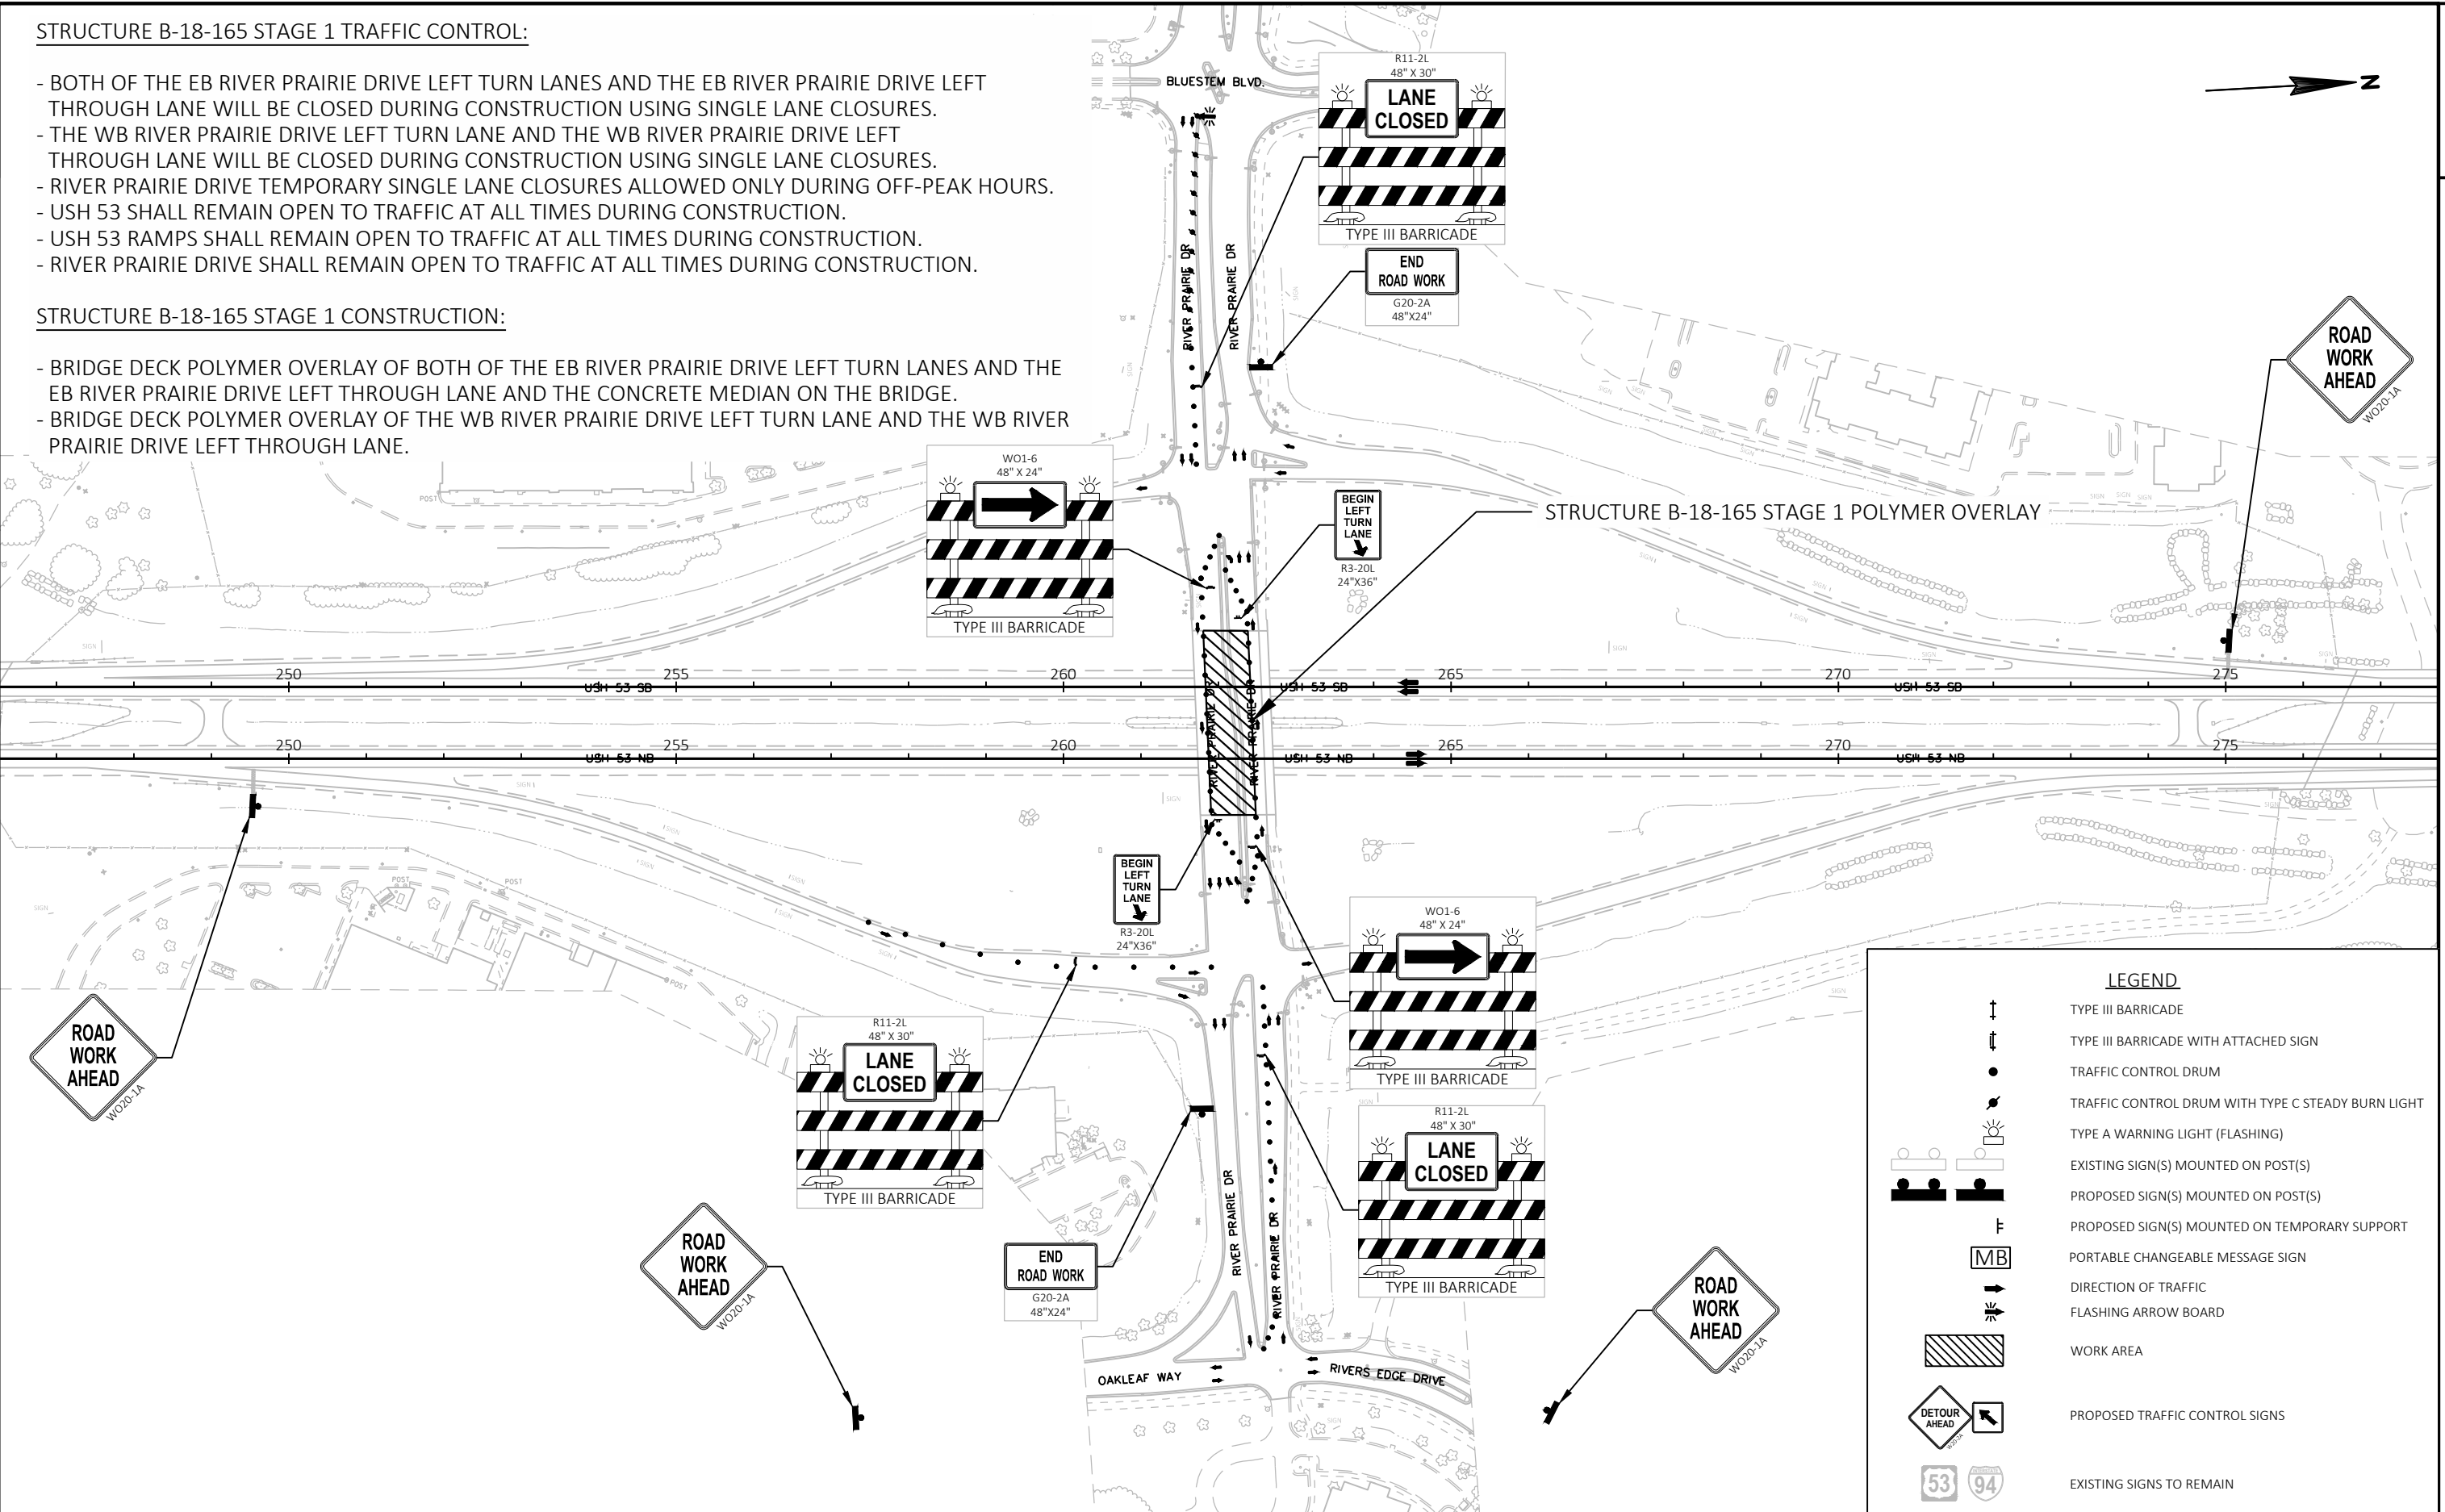 STRUCTURE B-18-165 STAGE 1 TRAFFIC CONTROL:
- BOTH OF THE EB RIVER PRAIRIE DRIVE LEFT TURN LANES AND THE EB RIVER PRAIRIE DRIVE LEFT
THROUGH LANE WILL BE CLOSED DURING CONSTRUCTION USING SINGLE LANE CLOSURES.
- THE WB RIVER PRAIRIE DRIVE LEFT TURN LANE AND THE WB RIVER PRAIRIE DRIVE LEFT
THROUGH LANE WILL BE CLOSED DURING CONSTRUCTION USING SINGLE LANE CLOSURES.
- RIVER PRAIRIE DRIVE TEMPORARY SINGLE LANE CLOSURES ALLOWED ONLY DURING OFF-PEAK HOURS.
- USH 53 SHALL REMAIN OPEN TO TRAFFIC AT ALL TIMES DURING CONSTRUCTION.
- USH 53 RAMPS SHALL REMAIN OPEN TO TRAFFIC AT ALL TIMES DURING CONSTRUCTION.
- RIVER PRAIRIE DRIVE SHALL REMAIN OPEN TO TRAFFIC AT ALL TIMES DURING CONSTRUCTION.
STRUCTURE B-18-165 STAGE 1 CONSTRUCTION:
- BRIDGE DECK POLYMER OVERLAY OF BOTH OF THE EB RIVER PRAIRIE DRIVE LEFT TURN LANES AND THE
EB RIVER PRAIRIE DRIVE LEFT THROUGH LANE AND THE CONCRETE MEDIAN ON THE BRIDGE.
- BRIDGE DECK POLYMER OVERLAY OF THE WB RIVER PRAIRIE DRIVE LEFT TURN LANE AND THE WB RIVER
PRAIRIE DRIVE LEFT THROUGH LANE.
BLUESTEM BLVD.
R11-2L
48" X 30"
LANE
CLOSED
TYPE III BARRICADE
N
RIVER PRAIRIE DR
RIVER PRAIRIE DR
END
ROAD WORK
G20-2A
48"X24"
ROAD
WORK
AHEAD
WO20-1A
WO1-6
48" X 24"
TYPE III BARRICADE
BEGIN
LEFT
TURN
LANE
R3-20L
24"X36"
STRUCTURE B-18-165 STAGE 1 POLYMER OVERLAY
POST
SIGN
250
255
260
265
270
275
USH 53 SB
USH 53 SB
USH 53 SB
RIVER PRAIRIE DR
RIVER PRAIRIE DR
250
255
260
265
270
275
USH 53 NB
USH 53 NB
USH 53 NB
BEGIN
LEFT
TURN
LANE
R3-20L
24"X36"
POST
POST
POST
ROAD
WORK
AHEAD
WO20-1A
WO1-6
48" X 24"
TYPE III BARRICADE
R11-2L
48" X 30"
LANE
CLOSED
TYPE III BARRICADE
R11-2L
48" X 30"
LANE
CLOSED
TYPE III BARRICADE
RIVER PRAIRIE DR
RIVER PRAIRIE DR
END
ROAD WORK
G20-2A
48"X24"
ROAD
WORK
AHEAD
WO20-1A
ROAD
WORK
AHEAD
WO20-1A
OAKLEAF WAY
RIVERS EDGE DRIVE
LEGEND
TYPE III BARRICADE
TYPE III BARRICADE WITH ATTACHED SIGN
TRAFFIC CONTROL DRUM
TRAFFIC CONTROL DRUM WITH TYPE C STEADY BURN LIGHT
TYPE A WARNING LIGHT (FLASHING)
EXISTING SIGN(S) MOUNTED ON POST(S)
PROPOSED SIGN(S) MOUNTED ON POST(S)
PROPOSED SIGN(S) MOUNTED ON TEMPORARY SUPPORT
MB PORTABLE CHANGEABLE MESSAGE SIGN
DIRECTION OF TRAFFIC
FLASHING ARROW BOARD
WORK AREA
DETOUR
AHEAD
PROPOSED TRAFFIC CONTROL SIGNS
53 94 EXISTING SIGNS TO REMAIN